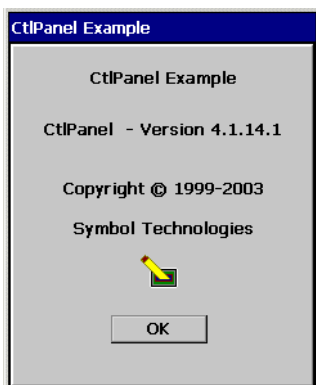 CtlPanel Example
CtlPanel Example
CtlPanel - Version 4.1.14.1
Copyright © 1999-2003
Symbol Technologies
OK